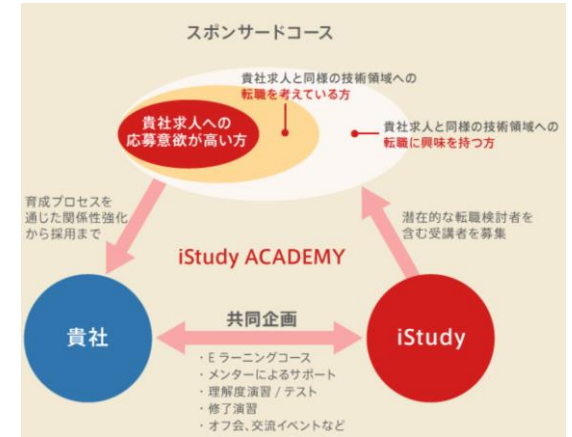 スポンサードコース
貴社求人と同様の技術領域への
転職を考えている方
貴社求人への
応募意欲が高い方
貴社求人と同様の技術領域への
転職に興味を持つ方
育成プロセスを
通じた関係性強化
から採用まで
潜在的な転職検討者を
含む受講者を募集
iStudy ACADEMY
貴社
共同企画
iStudy
・E ラーニングコース
・メンターによるサポート
・理解度演習 / テスト
・修了演習
・オフ会、交流イベントなど